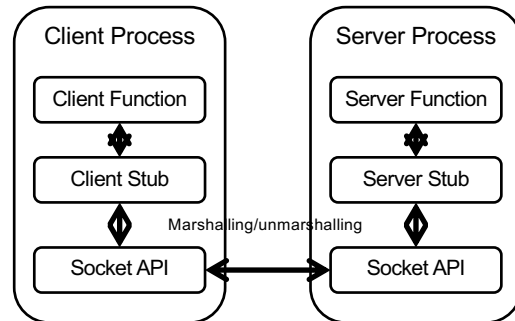 Client Process
Server Process
Client Function
Server Function
Client Stub
Server Stub
Marshalling/unmarshalling
Socket API
Socket API